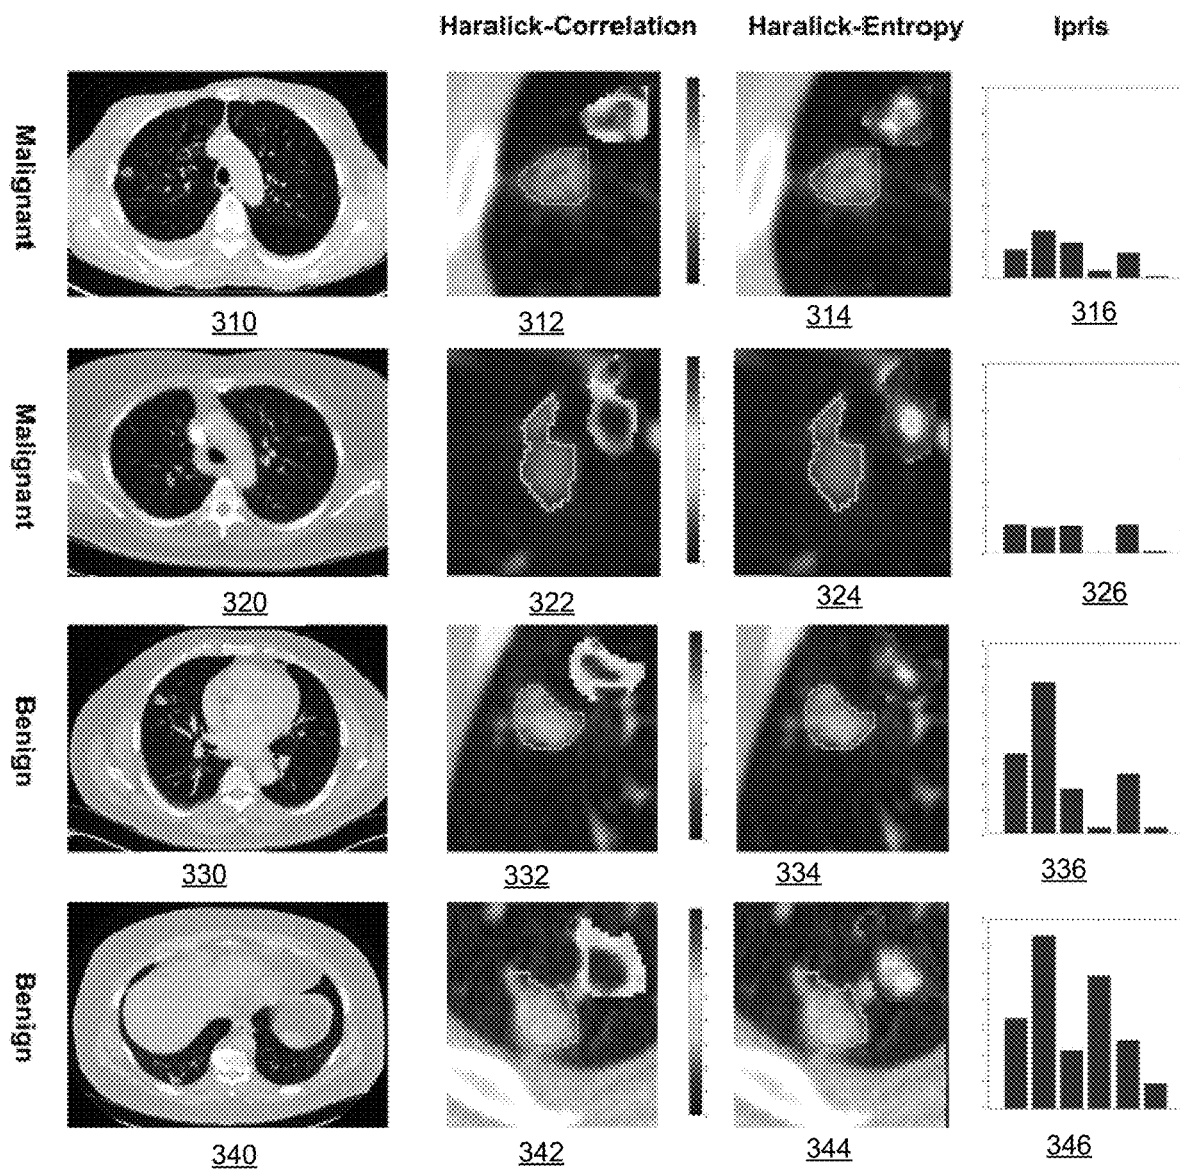 Haralick-Correlation Haralick-Entropy Ipris
Malignant
310 312 314 316
Malignant
320 322 324 326
Benign
330 332 334 336
Benign
340 342 344 346